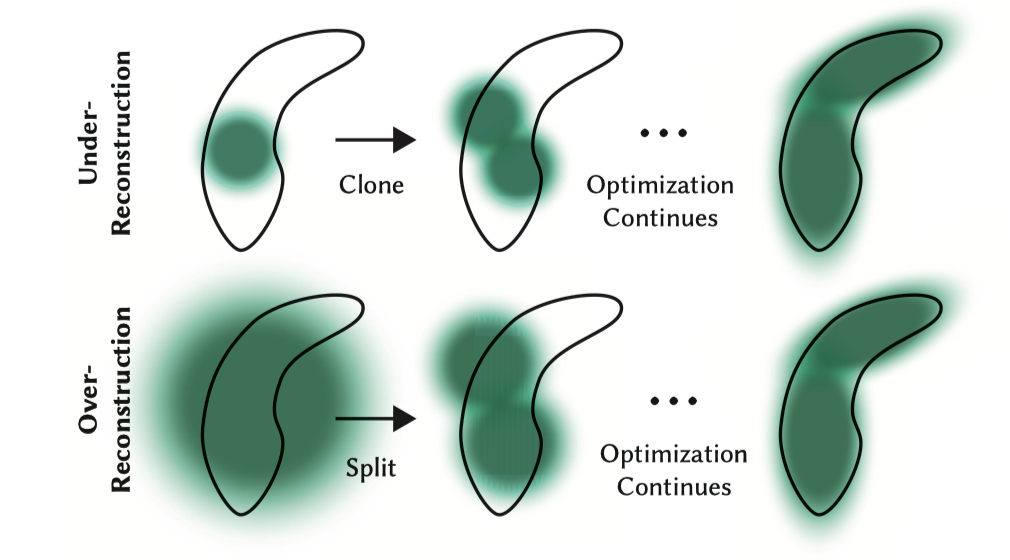 Under-
Reconstruction
Clone
• • •
Optimization
Continues
Over-
Reconstruction
Split
• • •
Optimization
Continues